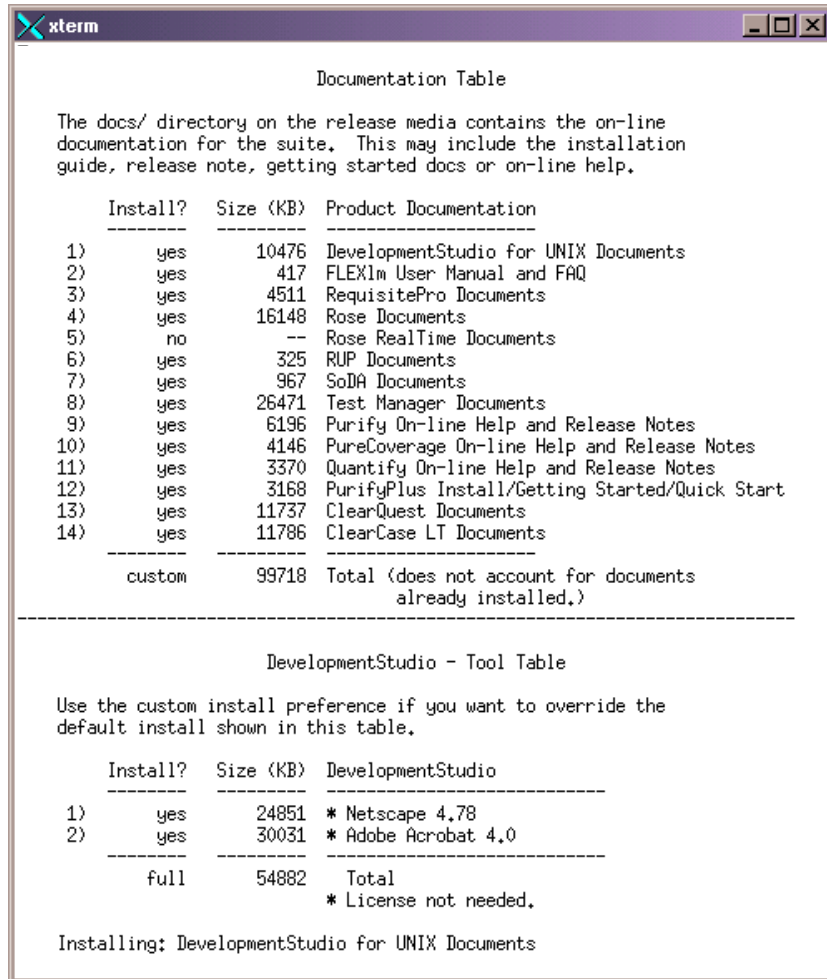 xterm
Documentation Table
The docs/ directory on the release media contains the on-line
documentation for the suite.  This may include the installation
guide, release note, getting started docs or on-line help.
Install?   Size (KB)  Product Documentation
--------   ---------  ---------------------
1)       yes       10476  DevelopmentStudio for UNIX Documents
2)       yes         417  FLEXlm User Manual and FAQ
3)       yes        4511  RequisitePro Documents
4)       yes       16148  Rose Documents
5)        no          --  Rose RealTime Documents
6)       yes         325  RUP Documents
7)       yes         967  SoDA Documents
8)       yes       26471  Test Manager Documents
9)       yes        6196  Purify On-line Help and Release Notes
10)       yes        4146  PureCoverage On-line Help and Release Notes
11)       yes        3370  Quantify On-line Help and Release Notes
12)       yes        3168  PurifyPlus Install/Getting Started/Quick Start
13)       yes       11737  ClearQuest Documents
14)       yes       11786  ClearCase LT Documents
--------   ---------  ---------------------
custom       99718  Total (does not account for documents
already installed.)
------------------------------------------------------------------------------
DevelopmentStudio - Tool Table
Use the custom install preference if you want to override the
default install shown in this table.
Install?   Size (KB)  DevelopmentStudio
--------   ---------  ----------------------------
1)       yes       24851  * Netscape 4.78
2)       yes       30031  * Adobe Acrobat 4.0
--------   ---------  ----------------------------
full       54882    Total
* License not needed.
Installing: DevelopmentStudio for UNIX Documents